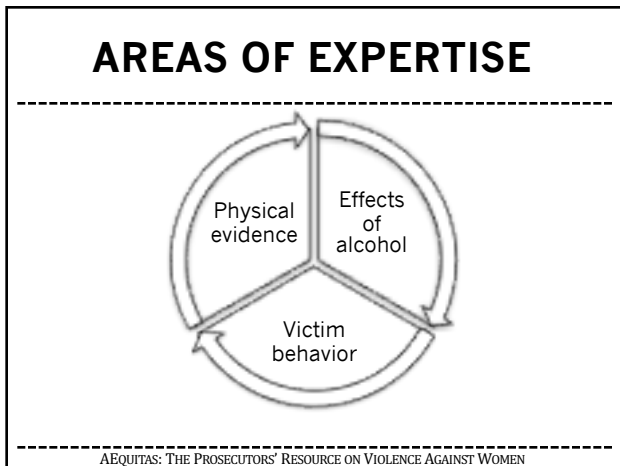 AREAS OF EXPERTISE
Physical
evidence
Effects
of
alcohol
Victim
behavior
AEQUITAS: THE PROSECUTORS' RESOURCE ON VIOLENCE AGAINST WOMEN